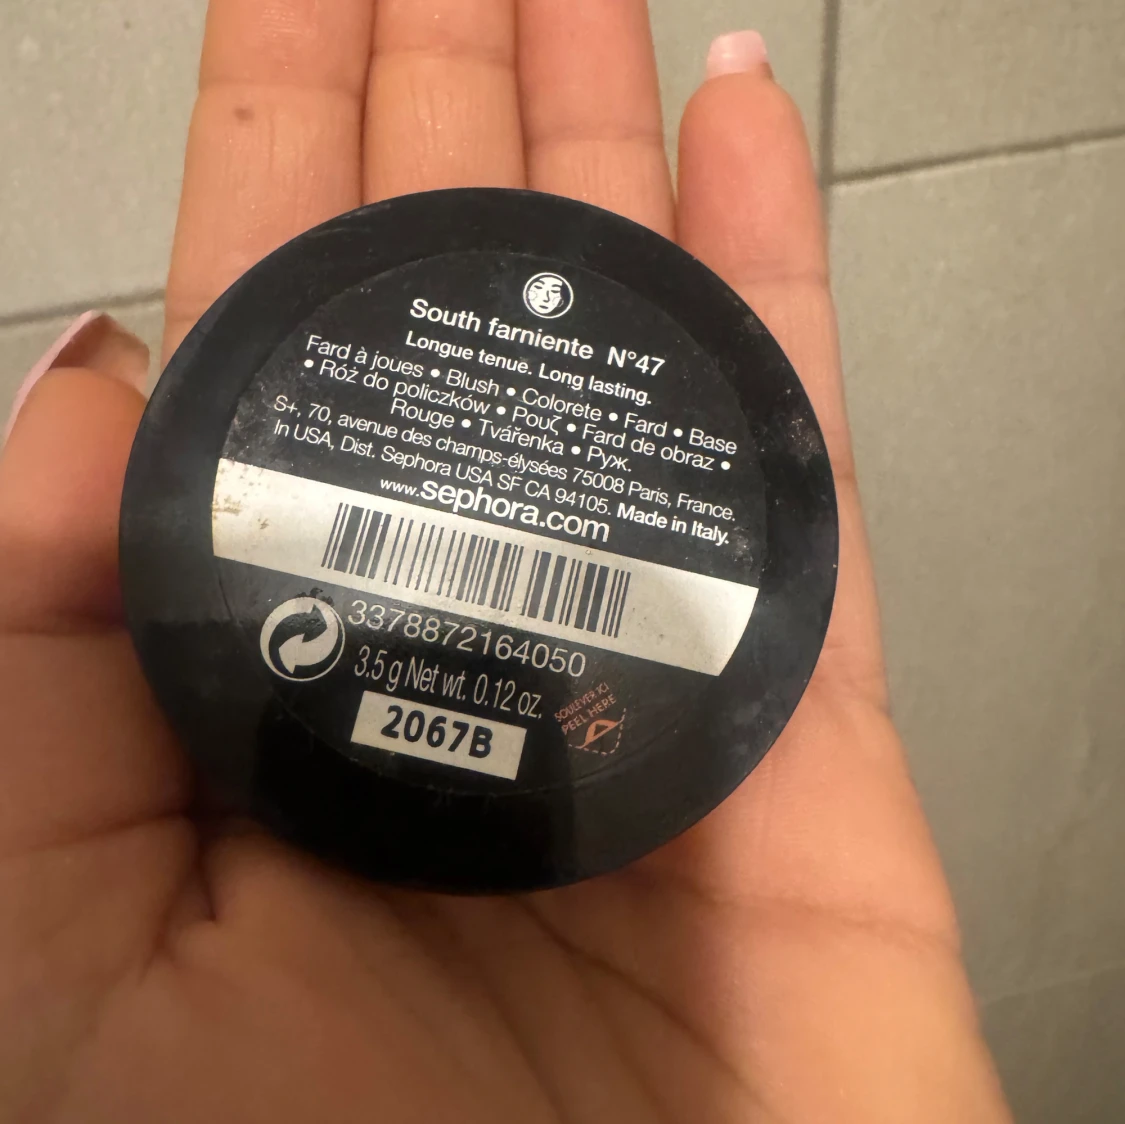 South farniente N°47
Longue tenue. Long lasting.
Fard à joues • Blush • Colorete • Fard • Base
• Róż do policzków • Ρουζ • Fard de obraz •
Rouge • Tvářenka • Руж.
S+, 70, avenue des champs-élysées 75008 Paris, France.
In USA, Dist. Sephora USA SF CA 94105. Made in Italy.
www.sephora.com
3378872164050
3.5 g Net wt. 0.12 oz.
SOULEVER ICI
PEEL HERE
2067B